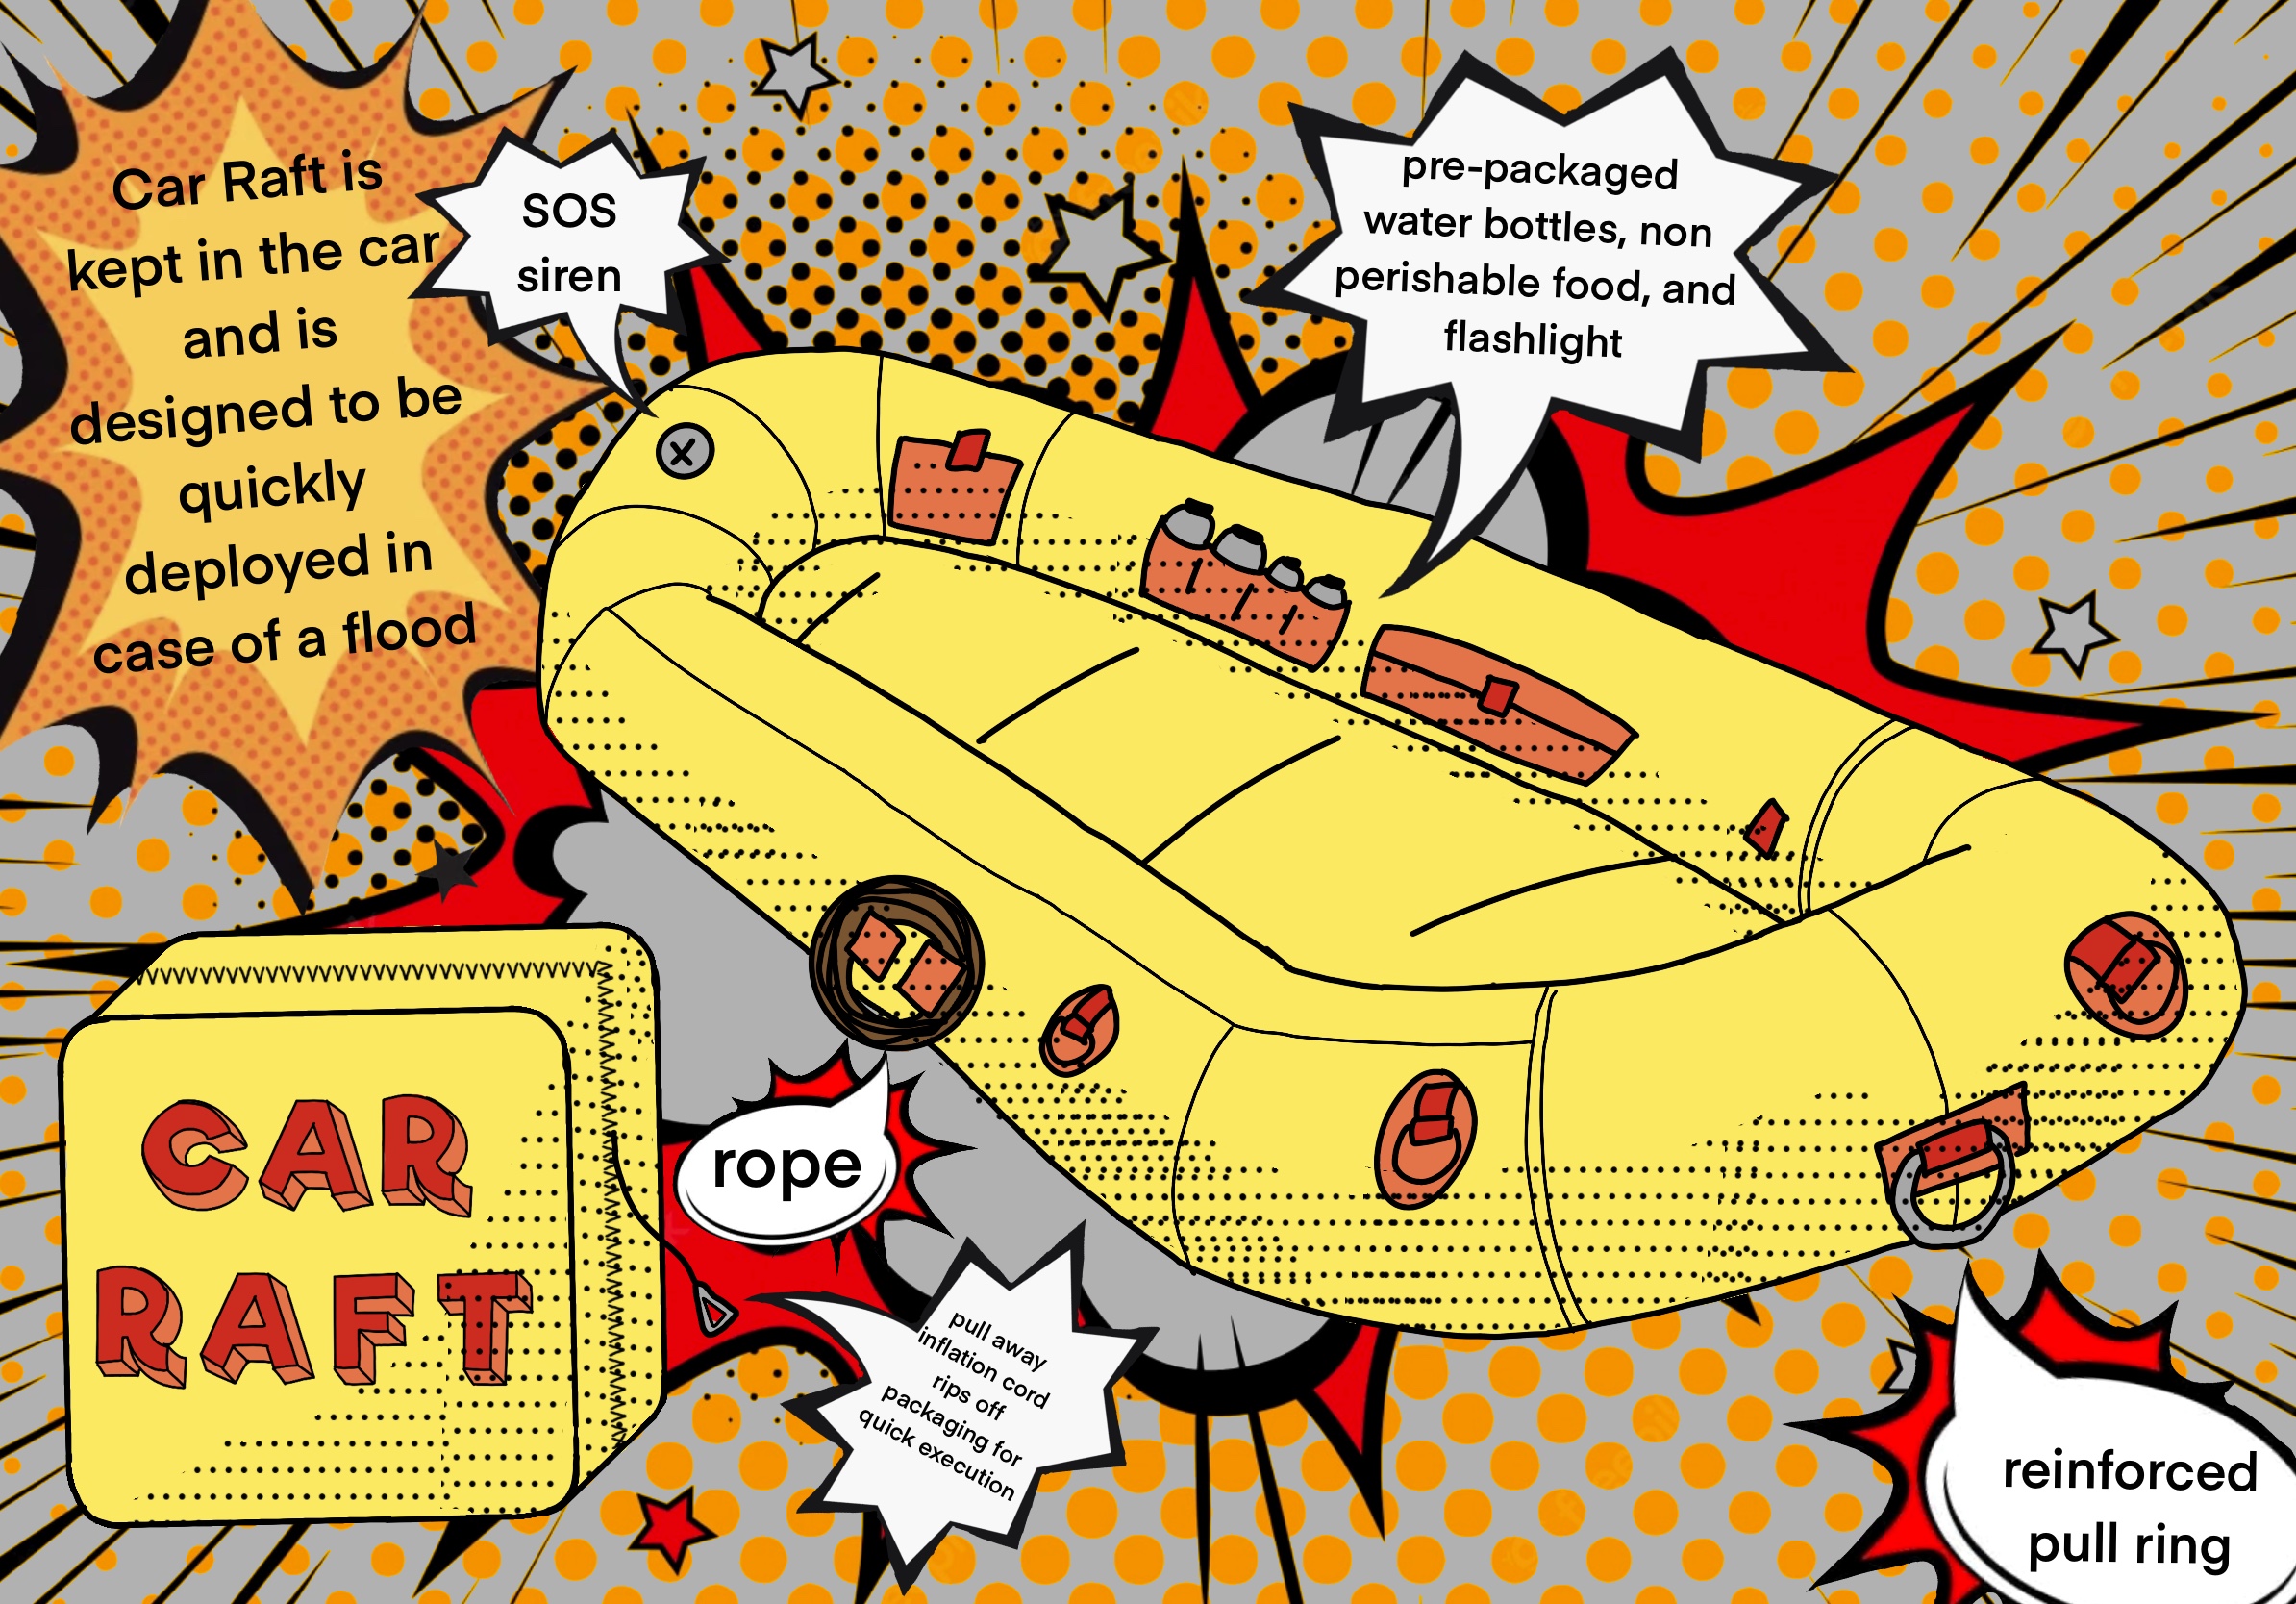 Car Raft is
kept in the car
and is
designed to be
quickly
deployed in
case of a flood
SOS
siren
pre-packaged
water bottles, non
perishable food, and
flashlight
CAR
RAFT
rope
pull away
inflation cord
rips off
packaging for
quick execution
reinforced
pull ring